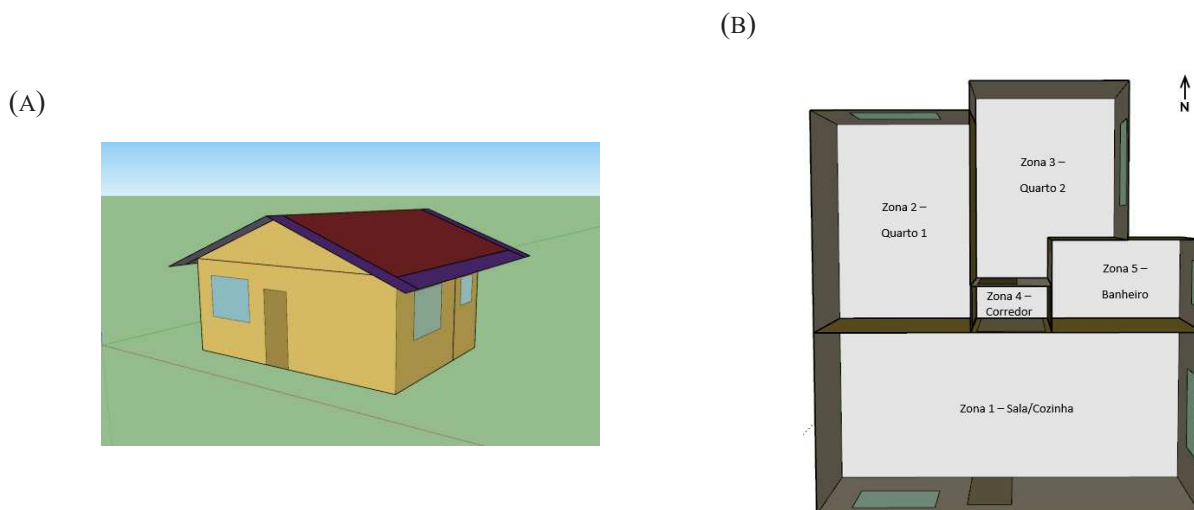 (A)
(B)
N
Zona 3 –
Quarto 2
Zona 2 –
Quarto 1
Zona 5 –
Banheiro
Zona 4 –
Corredor
Zona 1 – Sala/Cozinha